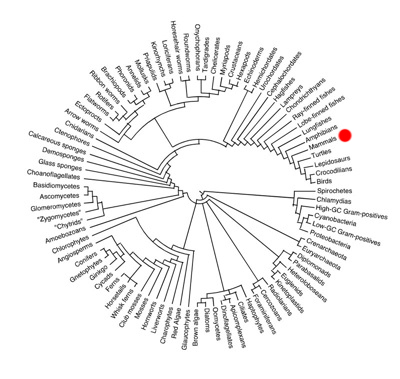 Onychophorans
Tardigrades
Chelicerates
Myriapods
Crustaceans
Hexapods
Echinoderms
Hemichordates
Urochordates
Cephalochordates
Hagfishes
Lampreys
Chondrichthyans
Ray-finned fishes
Lobe-finned fishes
Lungfishes
Amphibians
Mammals
Turtles
Lepidosaurs
Crocodilians
Birds
Spirochetes
Chlamydias
High-GC Gram-positives
Cyanobacteria
Low-GC Gram-positives
Proteobacteria
Crenarchaeota
Euryarchaeota
Diplomonads
Parabasalids
Heteroloboseans
Euglenids
Kinetoplastids
Cercozoans
Radiolarians
Foraminiferans
Haptophytes
Ciliates
Apicomplexans
Dinoflagellates
Oomycetes
Diatoms
Brown algae
Glaucophytes
Red Algae
Charophytes
Liverworts
Hornworts
Mosses
Club mosses
Whisk ferns
Horsetails
Ferns
Cycads
Ginkgo
Gnetophytes
Conifers
Angiosperms
Chlorophytes
Amoebozoans
"Chytrids"
"Zygomycetes"
Glomeromycetes
Ascomycetes
Basidiomycetes
Choanoflagellates
Glass sponges
Demosponges
Calcareous sponges
Ctenophores
Cnidarians
Arrow worms
Ectoprocts
Flatworms
Rotifers
Ribbon worms
Brachiopods
Phoronids
Annelids
Mollusks
Priapulids
Kinorhynchs
Loriciferans
Horsehair worms
Roundworms